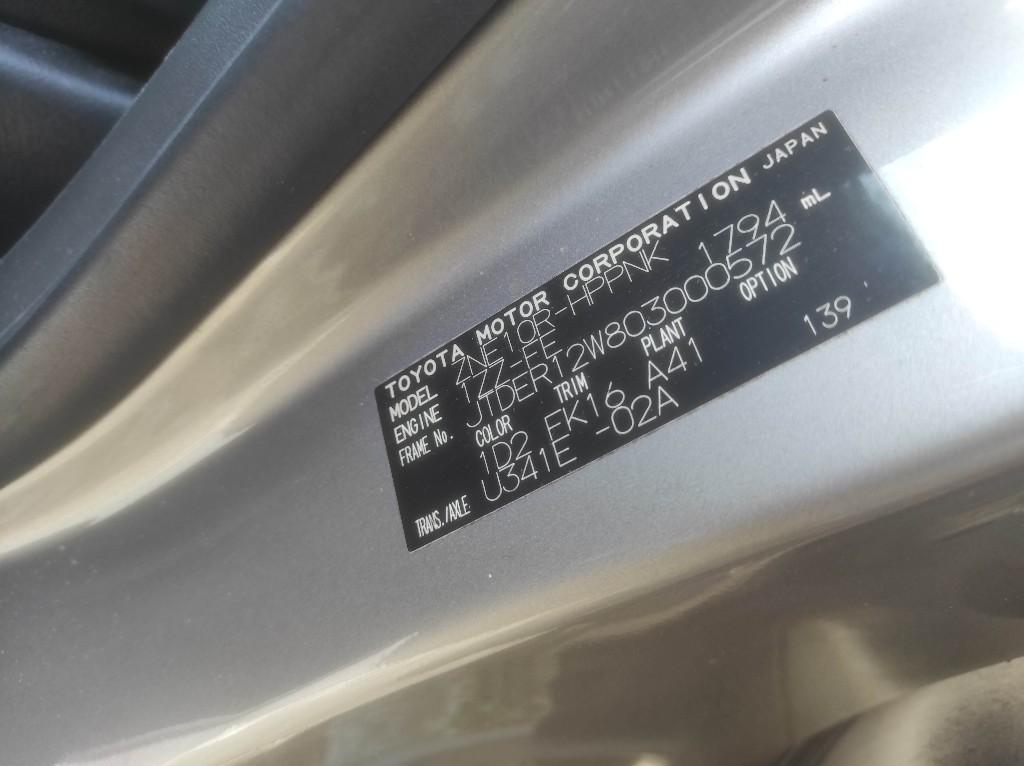 TOYOTA MOTOR CORPORATION JAPAN
MODEL ZNE10R-HPPNK 1794 mL
ENGINE 1ZZ-FE
FRAME No. JTDER12W803000572
COLOR TRIM PLANT OPTION
1D2 FK16 A41 139
TRANS./AXLE U341E -02A